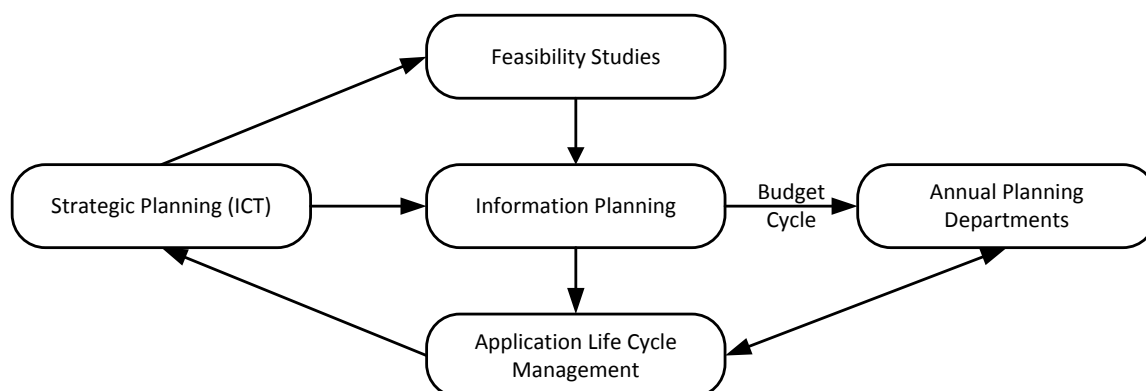 Feasibility Studies
Strategic Planning (ICT)
Information Planning
Budget
Cycle
Annual Planning
Departments
Application Life Cycle
Management